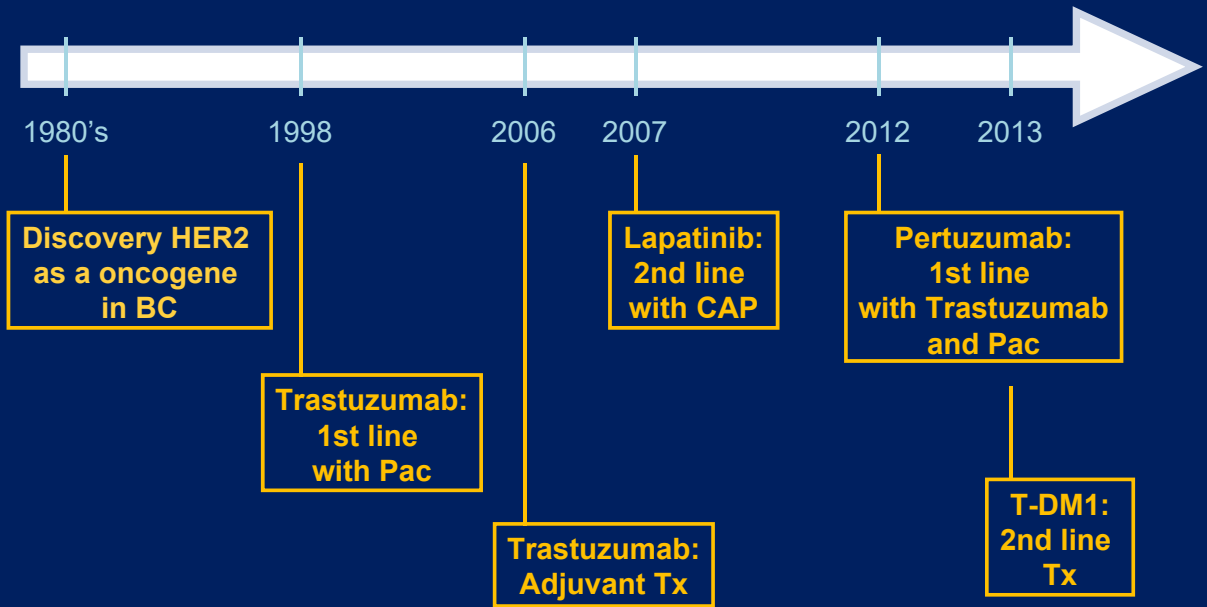 1980's
1998
2006
2007
2012
2013
Discovery HER2
as a oncogene
in BC
Trastuzumab:
1st line
with Pac
Trastuzumab:
Adjuvant Tx
Lapatinib:
2nd line
with CAP
Pertuzumab:
1st line
with Trastuzumab
and Pac
T-DM1:
2nd line
Tx